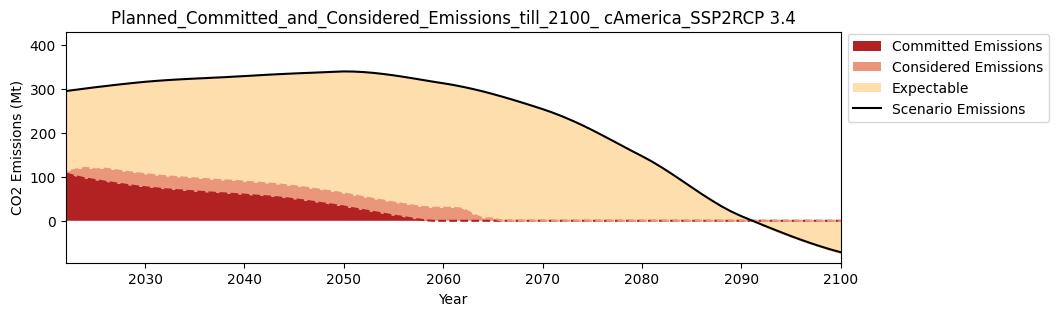 Planned_Committed_and_Considered_Emissions_till_2100_ cAmerica_SSP2RCP 3.4
Committed Emissions
Considered Emissions
Expectable
Scenario Emissions
CO2 Emissions (Mt)
400
300
200
100
0
2030 2040 2050 2060 2070 2080 2090 2100
Year